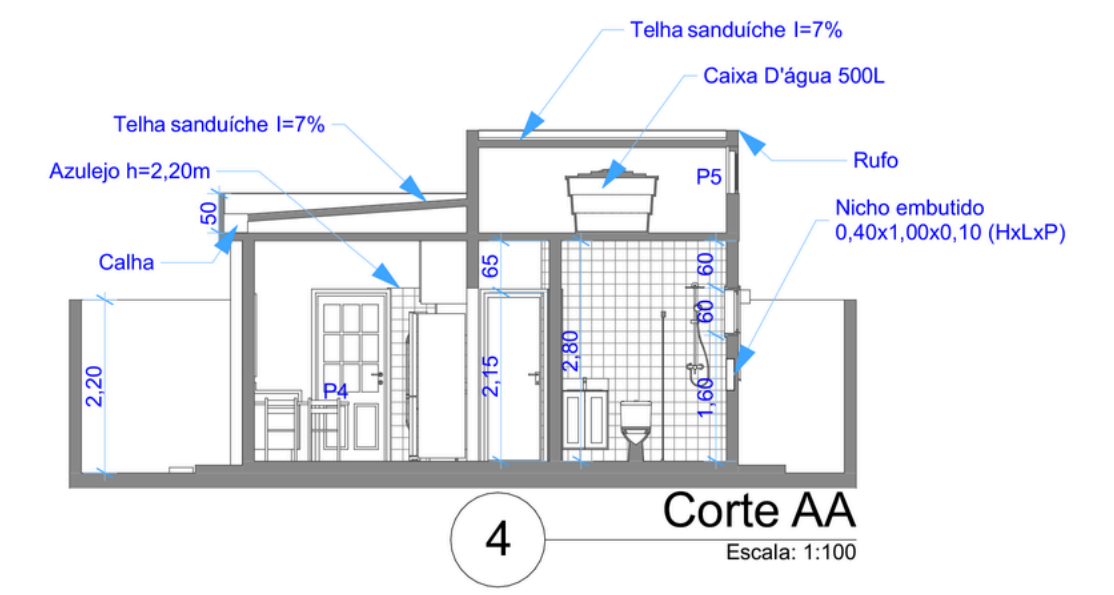 Telha sanduíche I=7%
Caixa D'água 500L
Telha sanduíche I=7%
Rufo
Azulejo h=2,20m
P5
50
Nicho embutido
0,40x1,00x0,10 (HxLxP)
Calha
65
60
60
2,20
2,15
2,80
P4
1,60
4
Corte AA
Escala: 1:100